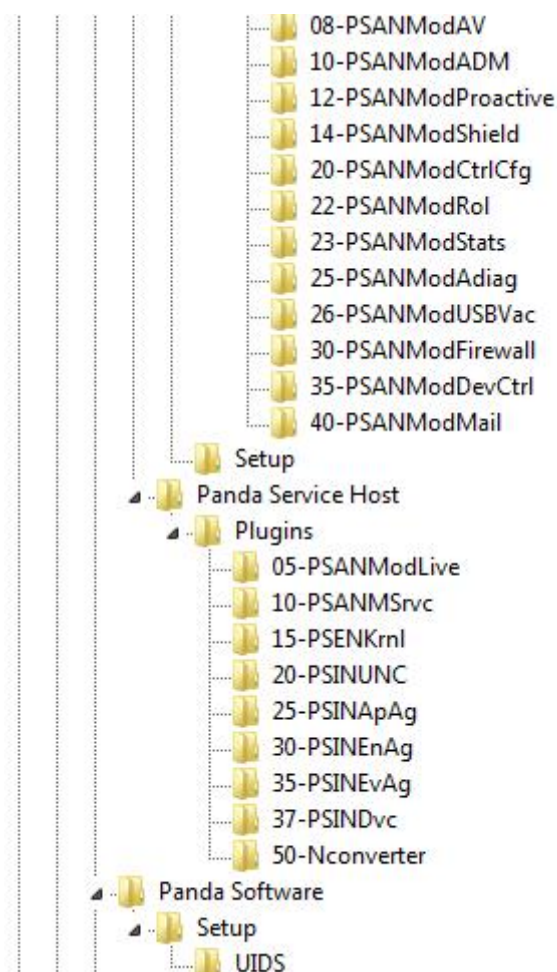 08-PSANModAV
10-PSANModADM
12-PSANModProactive
14-PSANModShield
20-PSANModCtrlCfg
22-PSANModRol
23-PSANModStats
25-PSANModAdiag
26-PSANModUSBVac
30-PSANModFirewall
35-PSANModDevCtrl
40-PSANModMail
Setup
Panda Service Host
Plugins
05-PSANModLive
10-PSANMSrvc
15-PSENKrnl
20-PSINUNC
25-PSINApAg
30-PSINEnAg
35-PSINEvAg
37-PSINDvc
50-Nconverter
Panda Software
Setup
UIDS